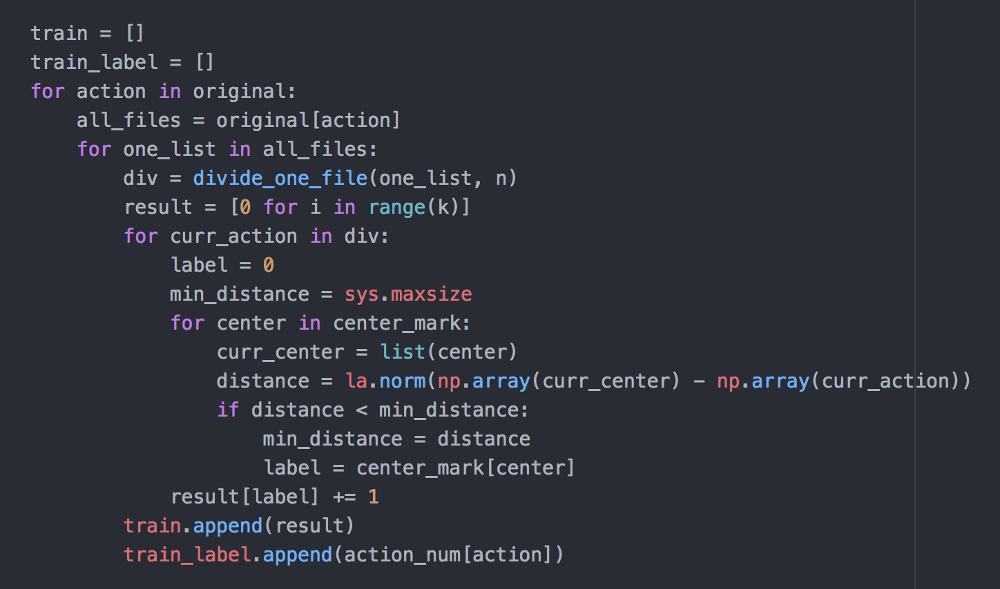 train = []
train_label = []
for action in original:
    all_files = original[action]
    for one_list in all_files:
        div = divide_one_file(one_list, n)
        result = [0 for i in range(k)]
        for curr_action in div:
            label = 0
            min_distance = sys.maxsize
            for center in center_mark:
                curr_center = list(center)
                distance = la.norm(np.array(curr_center) - np.array(curr_action))
                if distance < min_distance:
                    min_distance = distance
                    label = center_mark[center]
            result[label] += 1
        train.append(result)
        train_label.append(action_num[action])